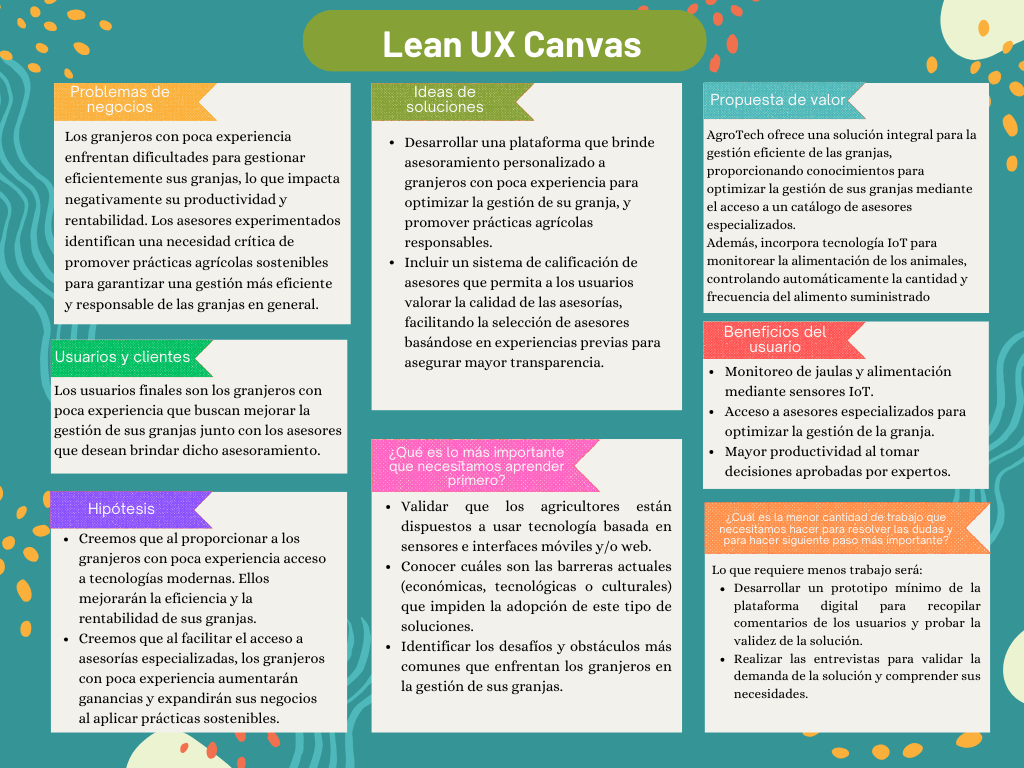 Lean UX Canvas
Problemas de
negocios
Los granjeros con poca experiencia
enfrentan dificultades para gestionar
eficientemente sus granjas, lo que impacta
negativamente su productividad y
rentabilidad. Los asesores experimentados
identifican una necesidad crítica de
promover prácticas agrícolas sostenibles
para garantizar una gestión más eficiente
y responsable de las granjas en general.
Usuarios y clientes
Los usuarios finales son los granjeros con
poca experiencia que buscan mejorar la
gestión de sus granjas junto con los asesores
que desean brindar dicho asesoramiento.
Hipótesis
• Creemos que al proporcionar a los
granjeros con poca experiencia acceso
a tecnologías modernas. Ellos
mejorarán la eficiencia y la
rentabilidad de sus granjas.
• Creemos que al facilitar el acceso a
asesorías especializadas, los granjeros
con poca experiencia aumentarán
ganancias y expandirán sus negocios
al aplicar prácticas sostenibles.
Ideas de
soluciones
• Desarrollar una plataforma que brinde
asesoramiento personalizado a
granjeros con poca experiencia para
optimizar la gestión de su granja, y
promover prácticas agrícolas
responsables.
• Incluir un sistema de calificación de
asesores que permita a los usuarios
valorar la calidad de las asesorías,
facilitando la selección de asesores
basándose en experiencias previas para
asegurar mayor transparencia.
¿Qué es lo más importante
que necesitamos aprender
primero?
• Validar que los agricultores están
dispuestos a usar tecnología basada en
sensores e interfaces móviles y/o web.
• Conocer cuáles son las barreras actuales
(económicas, tecnológicas o culturales)
que impiden la adopción de este tipo de
soluciones.
• Identificar los desafíos y obstáculos más
comunes que enfrentan los granjeros en
la gestión de sus granjas.
Propuesta de valor
AgroTech ofrece una solución integral para la
gestión eficiente de las granjas,
proporcionando conocimientos para
optimizar la gestión de sus granjas mediante
el acceso a un catálogo de asesores
especializados.
Además, incorpora tecnología IoT para
monitorear la alimentación de los animales,
controlando automáticamente la cantidad y
frecuencia del alimento suministrado
Beneficios del
usuario
• Monitoreo de jaulas y alimentación
mediante sensores IoT.
• Acceso a asesores especializados para
optimizar la gestión de la granja.
• Mayor productividad al tomar
decisiones aprobadas por expertos.
¿Cuál es la menor cantidad de trabajo que
necesitamos hacer para resolver las dudas y
para hacer siguiente paso más importante?
Lo que requiere menos trabajo será:
• Desarrollar un prototipo mínimo de la
plataforma digital para recopilar
comentarios de los usuarios y probar la
validez de la solución.
• Realizar las entrevistas para validar la
demanda de la solución y comprender sus
necesidades.